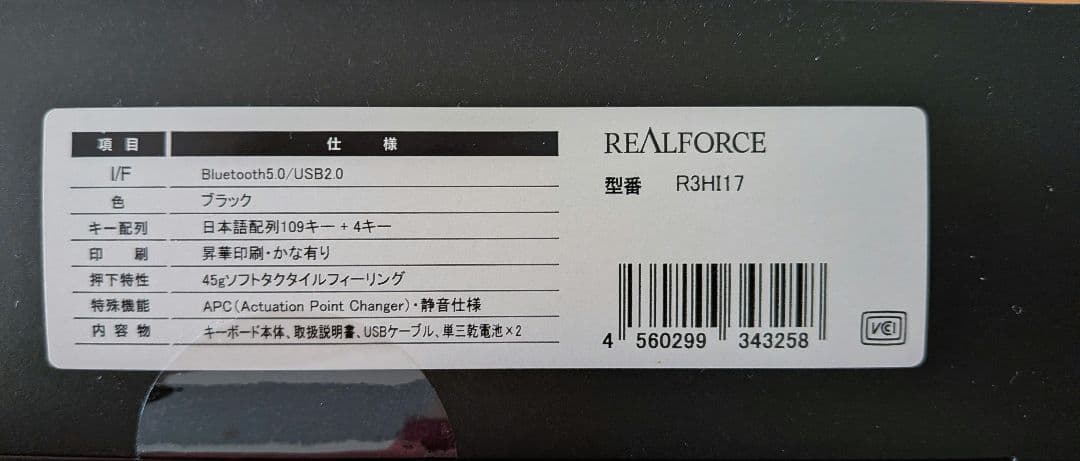 項目 仕様
I/F Bluetooth5.0/USB2.0
色 ブラック
キー配列 日本語配列109キー + 4キー
印刷 昇華印刷・かな有り
押下特性 45gソフトタクタイルフィーリング
特殊機能 APC(Actuation Point Changer)・静音仕様
内容物 キーボード本体、取扱説明書、USBケーブル、単三乾電池×2
REALFORCE
型番 R3HI17
4 560299 343258
VCCI